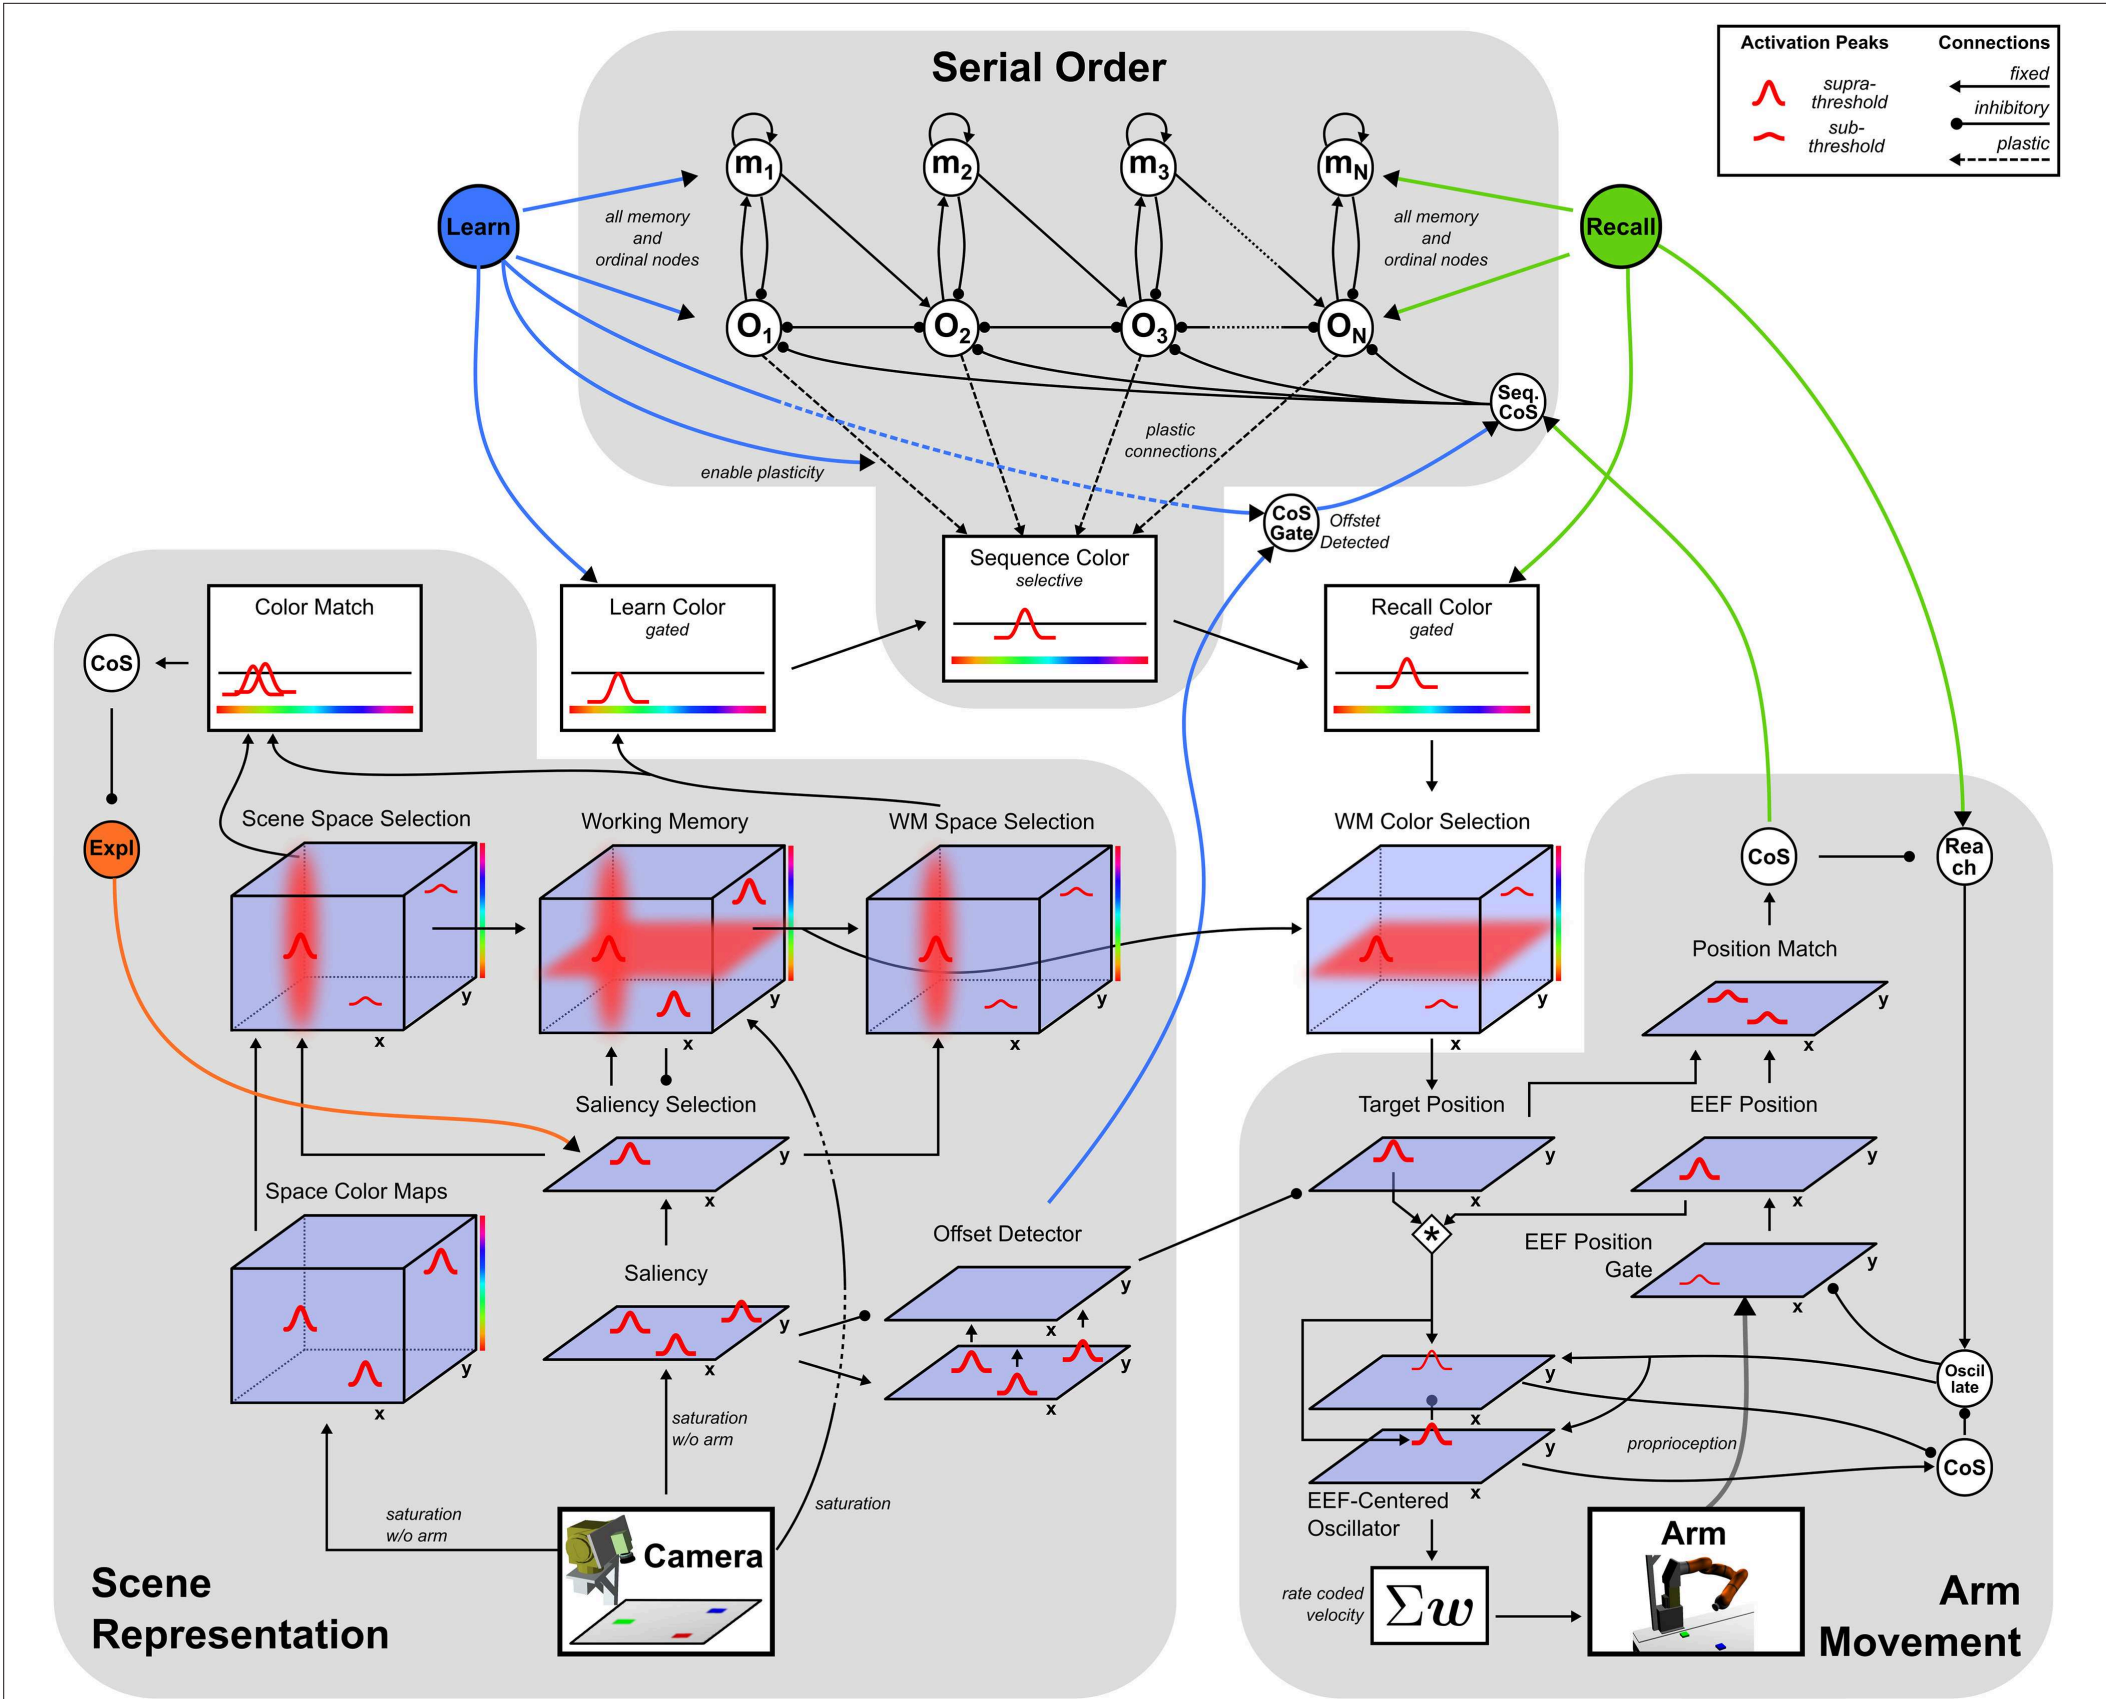 Serial Order
Activation Peaks
Connections
supra-
threshold
sub-
threshold
fixed
inhibitory
plastic
m1
m2
m3
mN
Learn
all memory
and
ordinal nodes
all memory
and
ordinal nodes
Recall
O1
O2
O3
ON
Seq.
CoS
plastic
connections
enable plasticity
CoS
Gate
Offstet
Detected
Sequence Color
selective
Color Match
Learn Color
gated
Recall Color
gated
CoS
Expl
Scene Space Selection
Working Memory
WM Space Selection
WM Color Selection
CoS
Rea
ch
y
x
y
x
y
x
y
x
Position Match
y
x
Saliency Selection
y
x
Target Position
y
x
EEF Position
y
x
Space Color Maps
y
x
Saliency
y
x
Offset Detector
y
x
y
x
*
EEF Position
Gate
y
x
y
x
y
x
Oscil
late
CoS
proprioception
saturation
w/o arm
saturation
w/o arm
saturation
EEF-Centered
Oscillator
rate coded
velocity
Σw
Camera
Arm
Scene
Representation
Arm
Movement